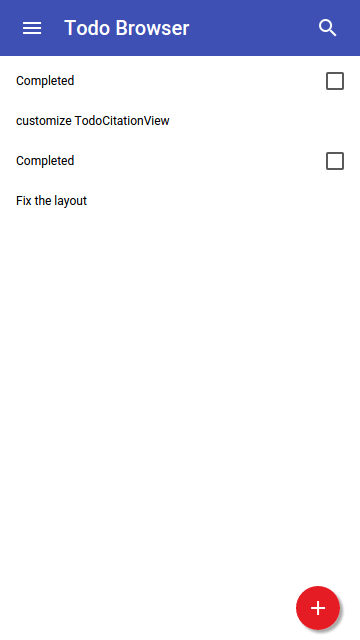 Todo Browser
Completed
customize TodoCitationView
Completed
Fix the layout